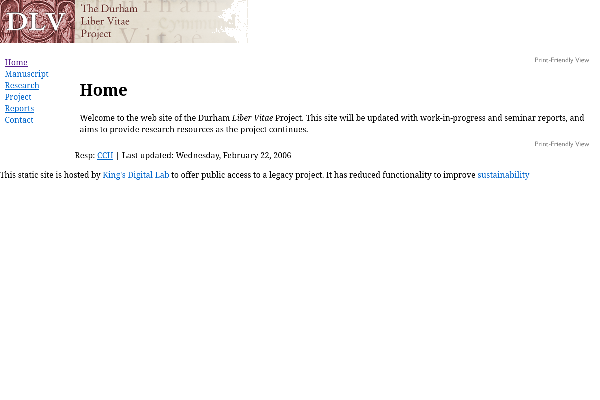 DLV
The Durham
Liber Vitae
Project
Print-Friendly View
Home
Manuscript
Research
Project
Reports
Contact
Home
Welcome to the web site of the Durham Liber Vitae Project. This site will be updated with work-in-progress and seminar reports, and
aims to provide research resources as the project continues.
Print-Friendly View
Resp: CCH | Last updated: Wednesday, February 22, 2006
This static site is hosted by King's Digital Lab to offer public access to a legacy project. It has reduced functionality to improve sustainability